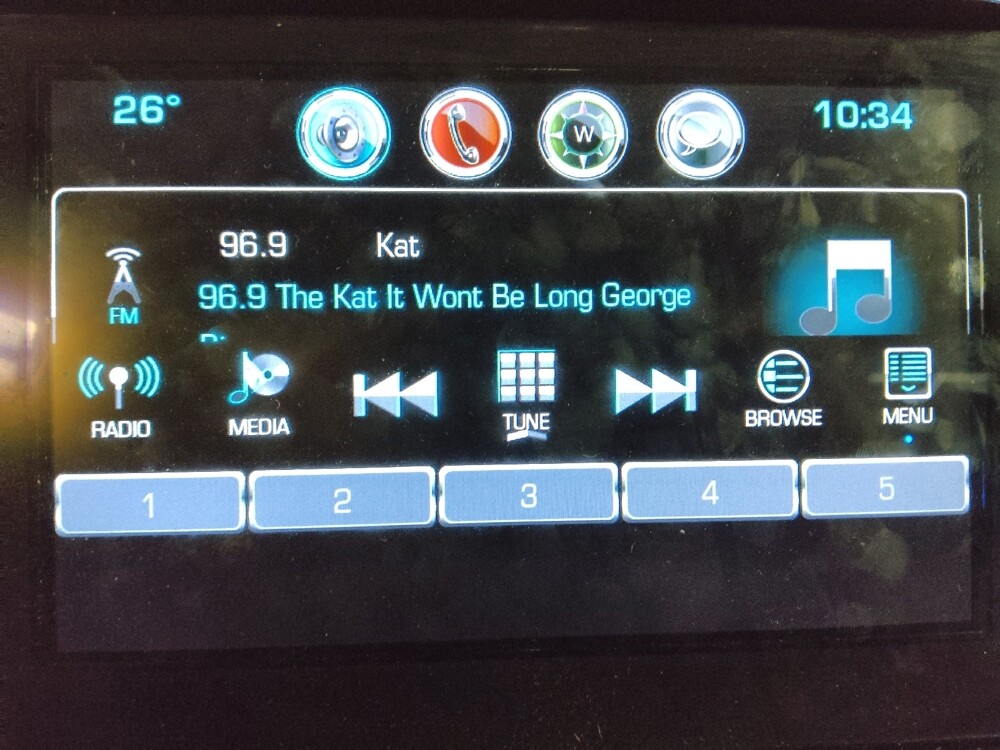 26° W 10:34
96.9 Kat
96.9 The Kat It Wont Be Long George
FM
RADIO MEDIA TUNE BROWSE MENU
1 2 3 4 5